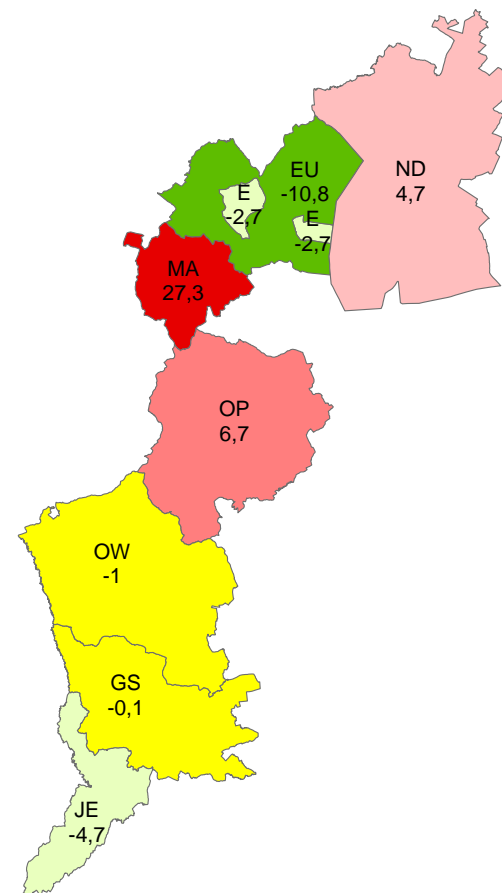 EU
-10,8
ND
4,7
E
-2,7
E
-2,7
MA
27,3
OP
6,7
OW
-1
GS
-0,1
JE
-4,7